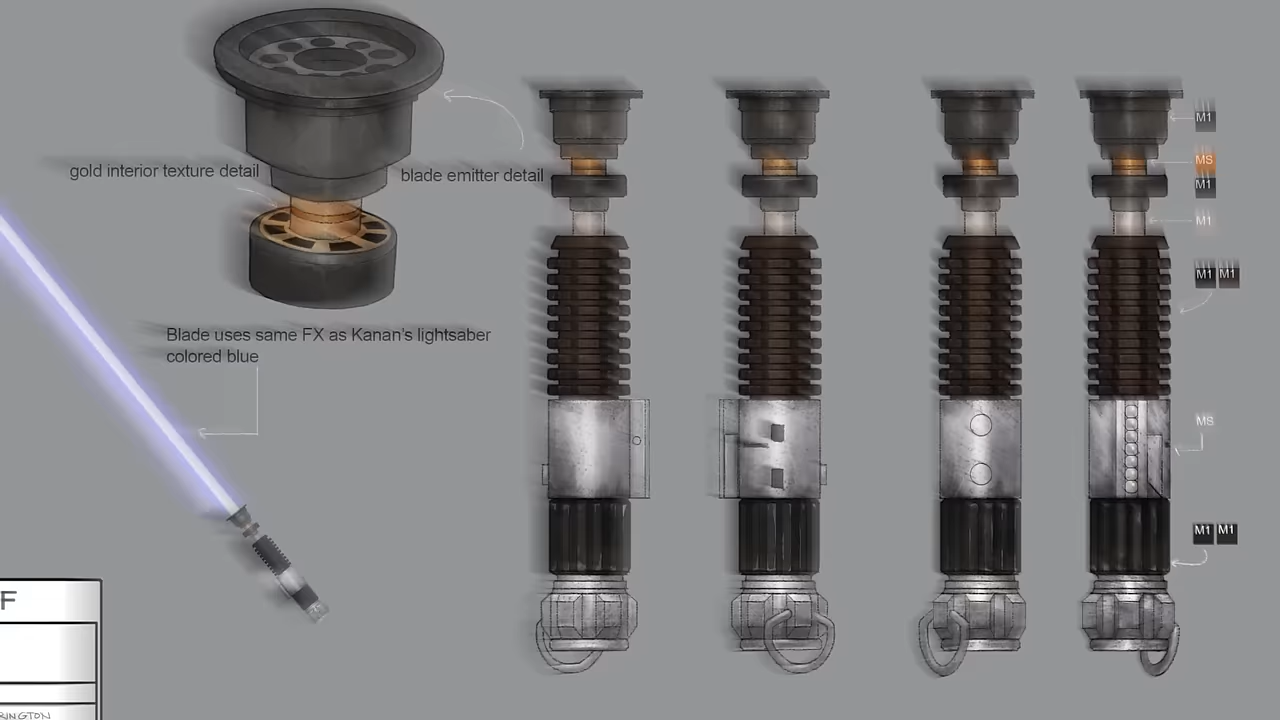 gold interior texture detail
blade emitter detail
Blade uses same FX as Kanan's lightsaber
colored blue
M1
MS
M1
M1
M1 M1
MS
M1 M1
F
RINGTON